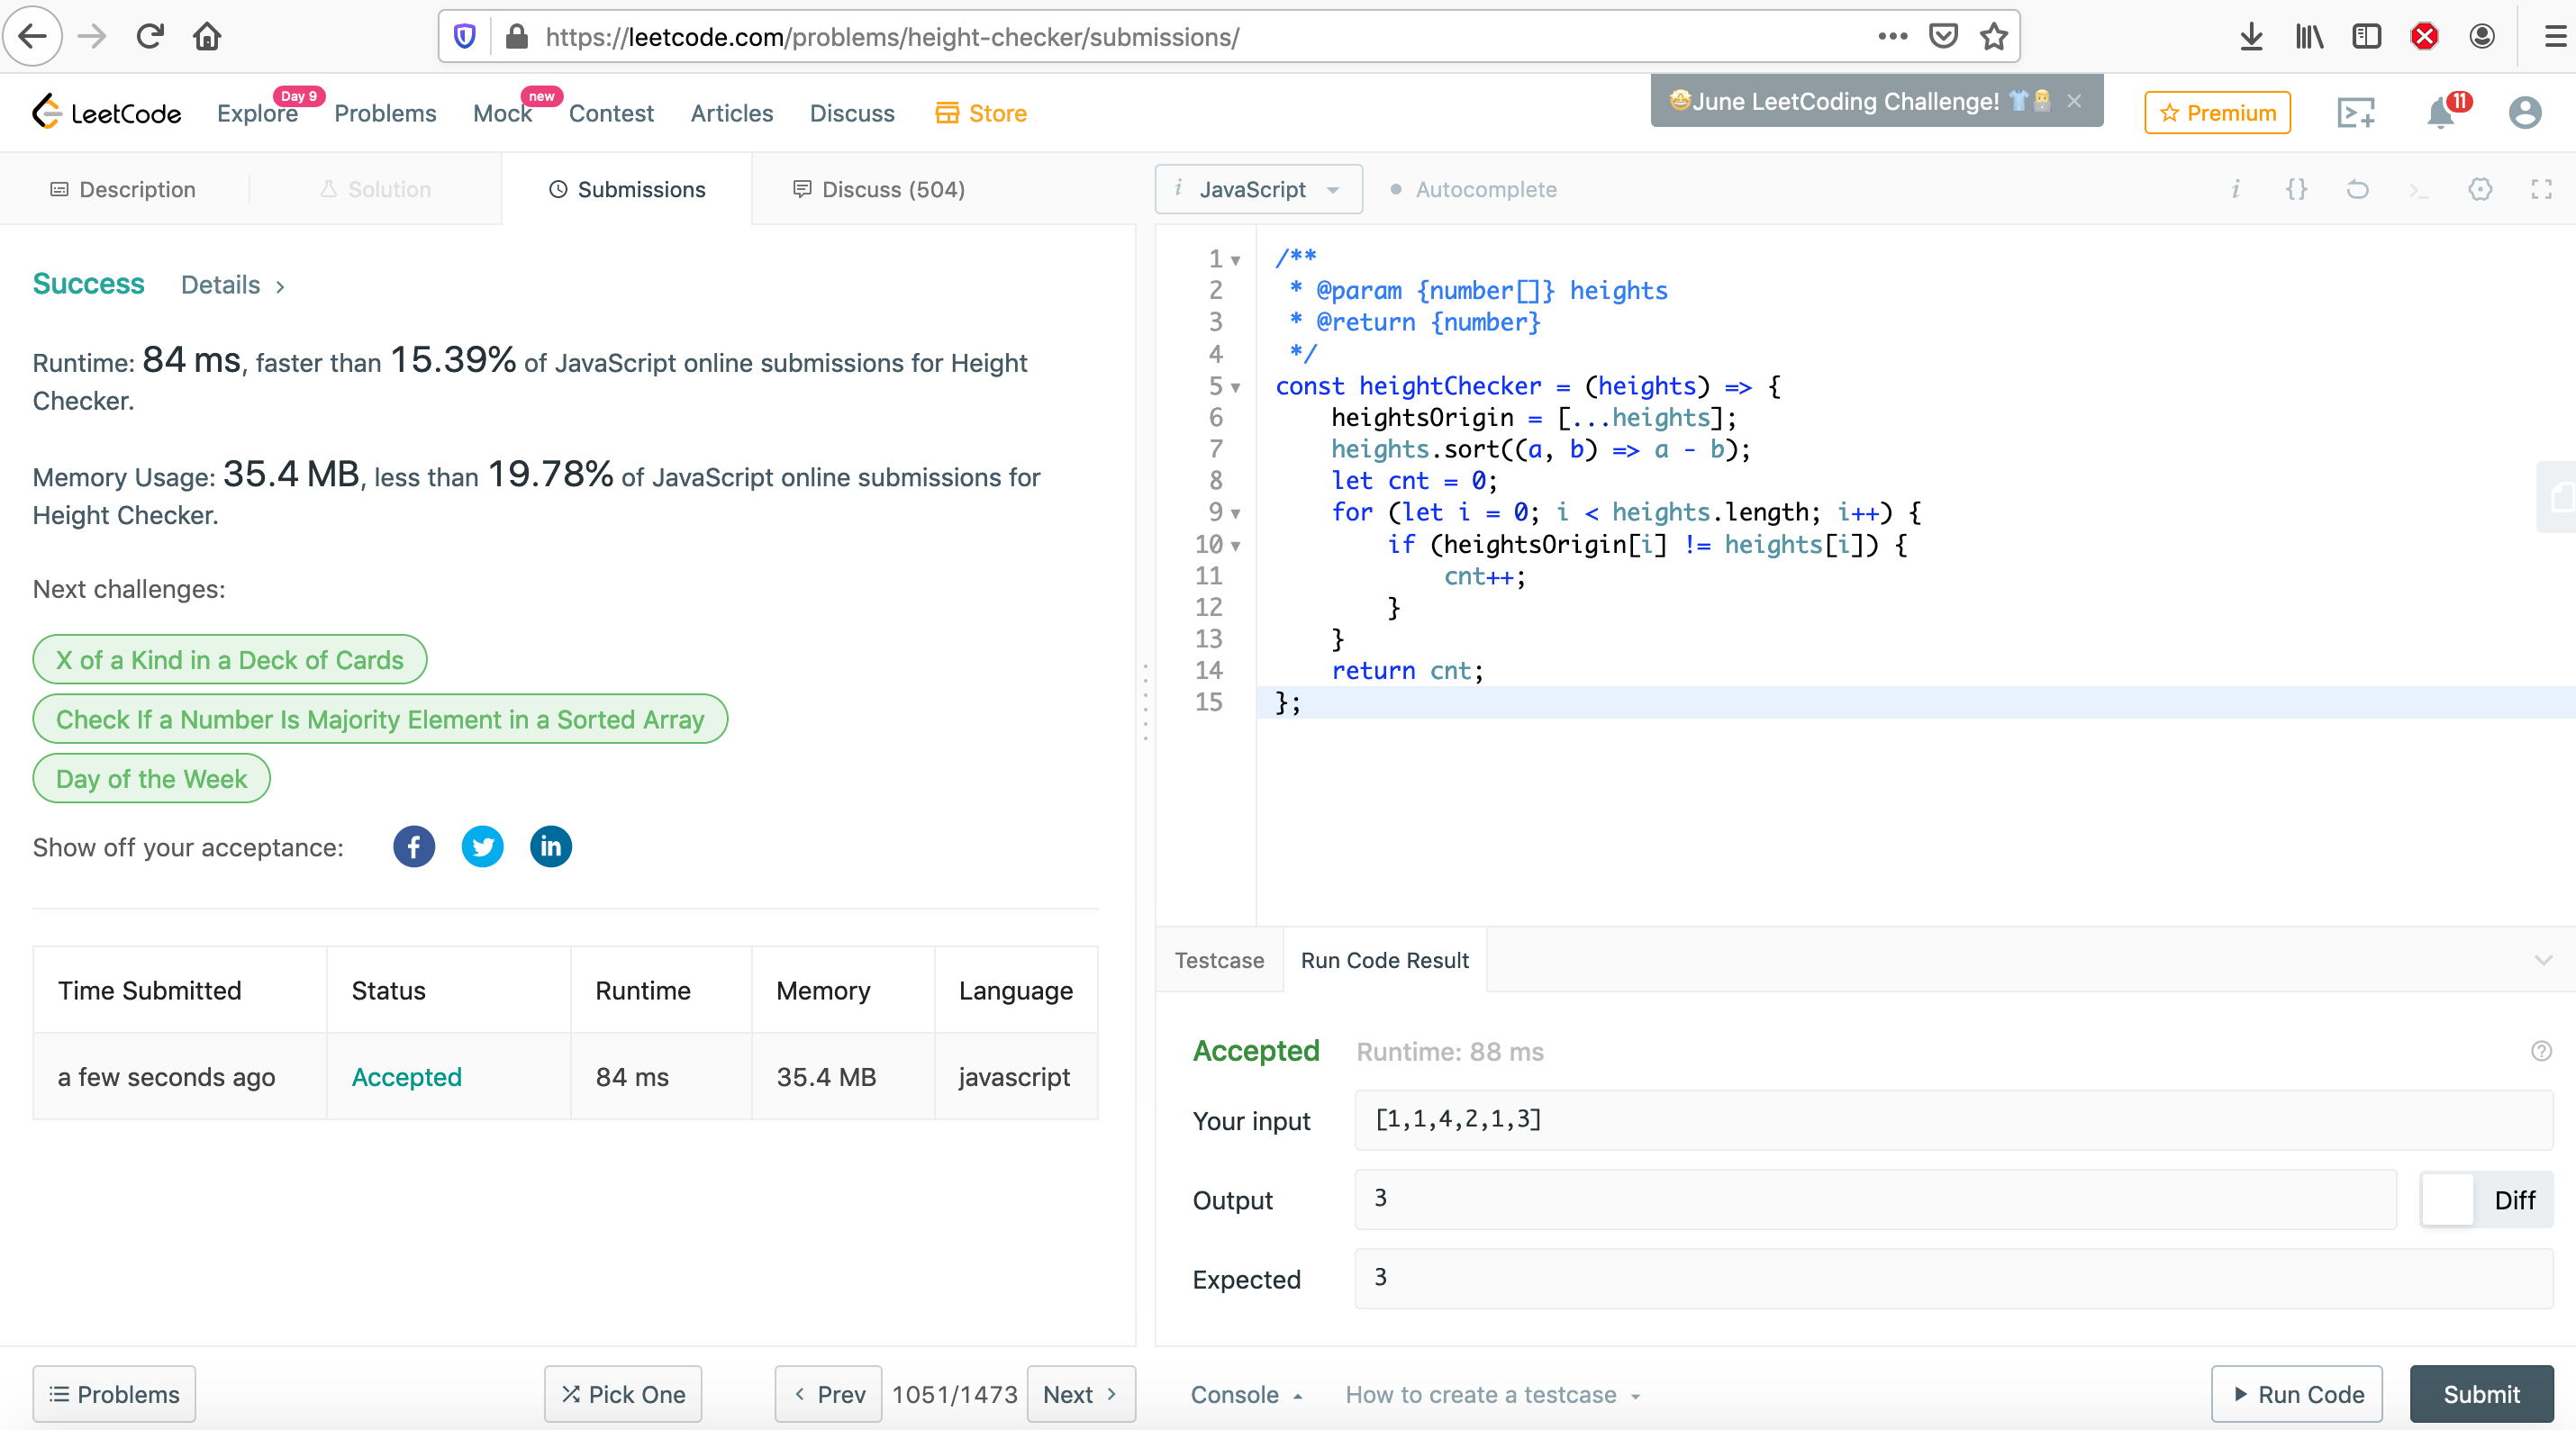 https://leetcode.com/problems/height-checker/submissions/
LeetCode Explore Day 9 Problems Mock new Contest Articles Discuss Store
🤩June LeetCoding Challenge! 👕👨‍💻 ×
Premium 11
Description Solution Submissions Discuss (504)
i JavaScript Autocomplete
Success Details >
Runtime: 84 ms, faster than 15.39% of JavaScript online submissions for Height
Checker.
Memory Usage: 35.4 MB, less than 19.78% of JavaScript online submissions for
Height Checker.
Next challenges:
X of a Kind in a Deck of Cards
Check If a Number Is Majority Element in a Sorted Array
Day of the Week
Show off your acceptance:
Time Submitted Status Runtime Memory Language
a few seconds ago Accepted 84 ms 35.4 MB javascript
1 /**
2  * @param {number[]} heights
3  * @return {number}
4  */
5 const heightChecker = (heights) => {
6     heightsOrigin = [...heights];
7     heights.sort((a, b) => a - b);
8     let cnt = 0;
9     for (let i = 0; i < heights.length; i++) {
10         if (heightsOrigin[i] != heights[i]) {
11             cnt++;
12         }
13     }
14     return cnt;
15 };
Testcase Run Code Result
Accepted Runtime: 88 ms
Your input [1,1,4,2,1,3]
Output 3 Diff
Expected 3
Problems Pick One < Prev 1051/1473 Next >
Console How to create a testcase Run Code Submit